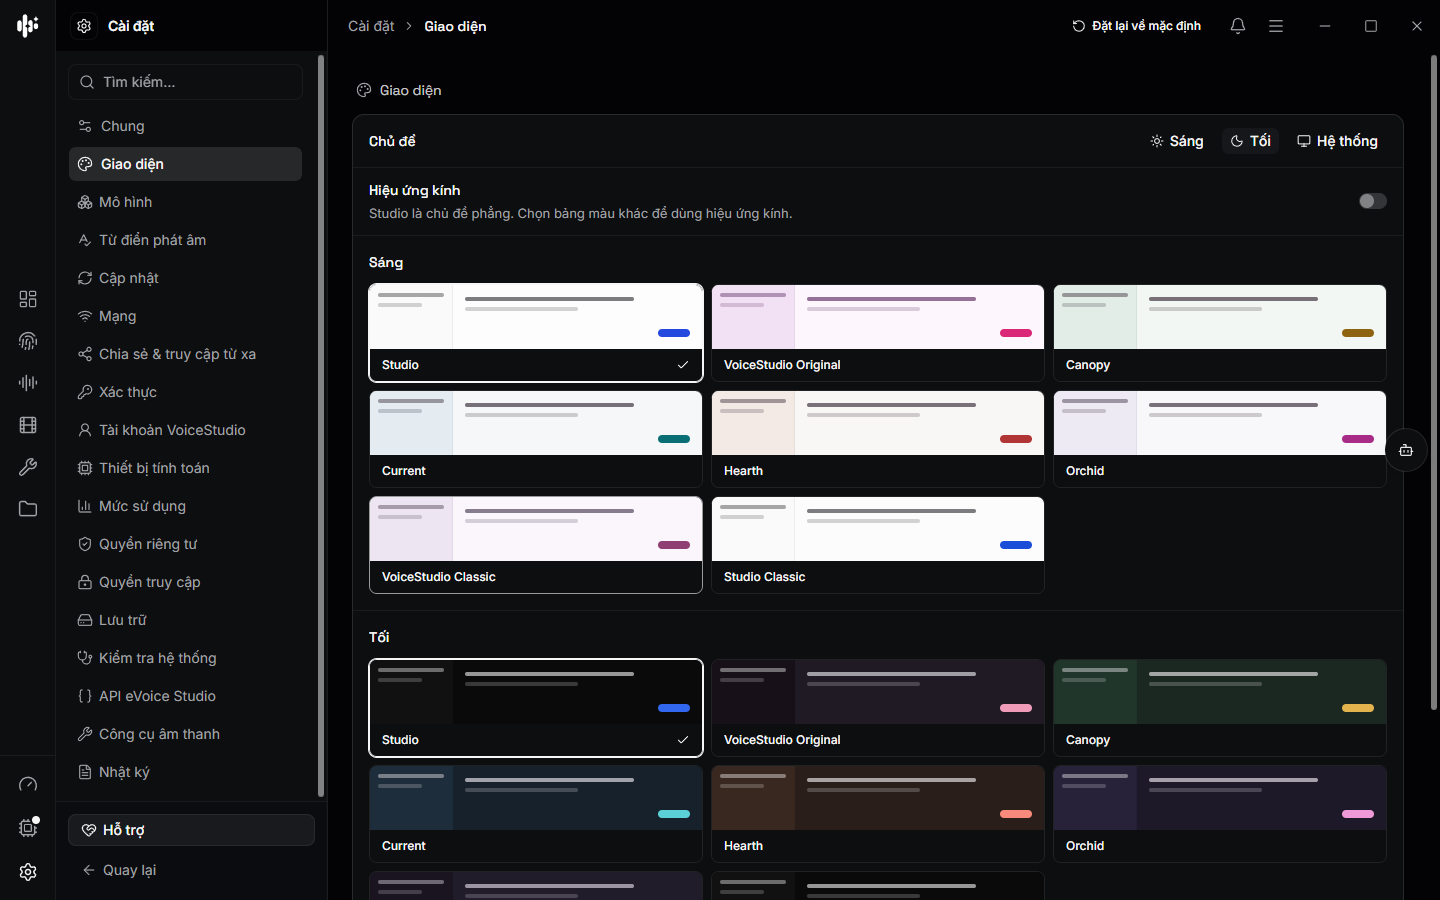 Cài đặt
Tìm kiếm...
Chung
Giao diện
Mô hình
Từ điển phát âm
Cập nhật
Mạng
Chia sẻ & truy cập từ xa
Xác thực
Tài khoản VoiceStudio
Thiết bị tính toán
Mức sử dụng
Quyền riêng tư
Quyền truy cập
Lưu trữ
Kiểm tra hệ thống
API eVoice Studio
Công cụ âm thanh
Nhật ký
Hỗ trợ
Quay lại
Cài đặt > Giao diện
Đặt lại về mặc định
Giao diện
Chủ đề
Sáng
Tối
Hệ thống
Hiệu ứng kính
Studio là chủ đề phẳng. Chọn bảng màu khác để dùng hiệu ứng kính.
Sáng
Studio
VoiceStudio Original
Canopy
Current
Hearth
Orchid
VoiceStudio Classic
Studio Classic
Tối
Studio
VoiceStudio Original
Canopy
Current
Hearth
Orchid